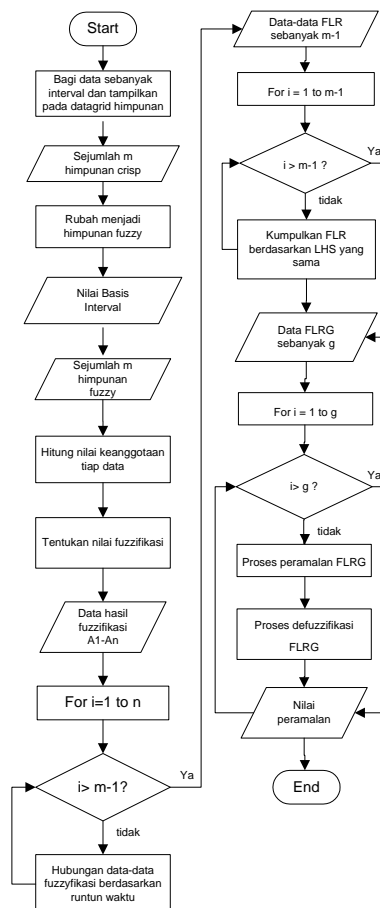 Start
Bagi data sebanyak
interval dan tampilkan
pada datagrid himpunan
Sejumlah m
himpunan crisp
Rubah menjadi
himpunan fuzzy
Nilai Basis
Interval
Sejumlah m
himpunan
fuzzy
Hitung nilai keanggotaan
tiap data
Tentukan nilai fuzzifikasi
Data hasil
fuzzifikasi
A1-An
For i=1 to n
i> m-1?
Ya
tidak
Hubungan data-data
fuzzyfikasi berdasarkan
runtun waktu
Data-data FLR
sebanyak m-1
For i = 1 to m-1
i > m-1 ?
Ya
tidak
Kumpulkan FLR
berdasarkan LHS yang
sama
Data FLRG
sebanyak g
For i = 1 to g
i> g ?
Ya
tidak
Proses peramalan FLRG
Proses defuzzifikasi
FLRG
Nilai
peramalan
End